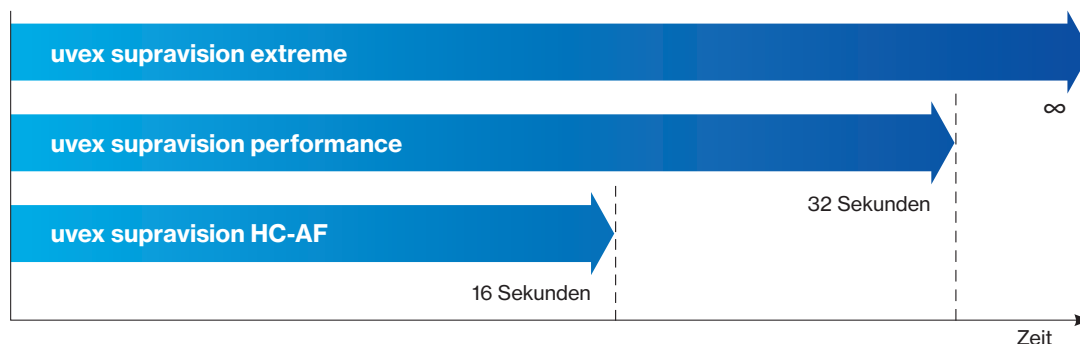 uvex supravision extreme
∞
uvex supravision performance
32 Sekunden
uvex supravision HC-AF
16 Sekunden
Zeit